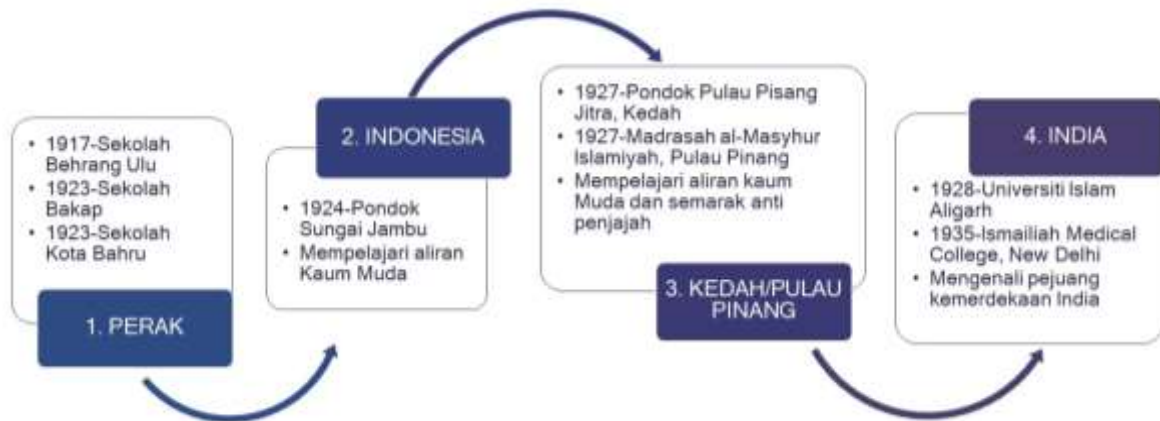 • 1917-Sekolah
Behrang Ulu
• 1923-Sekolah
Bakap
• 1923-Sekolah
Kota Bahru
1. PERAK
2. INDONESIA
• 1924-Pondok
Sungai Jambu
• Mempelajari aliran
Kaum Muda
• 1927-Pondok Pulau Pisang
Jitra, Kedah
• 1927-Madrasah al-Masyhur
Islamiyah, Pulau Pinang
• Mempelajari aliran kaum
Muda dan semarak anti
penjajah
3. KEDAH/PULAU
PINANG
4. INDIA
• 1928-Universiti Islam
Aligarh
• 1935-Ismailiah Medical
College, New Delhi
• Mengenali pejuang
kemerdekaan India